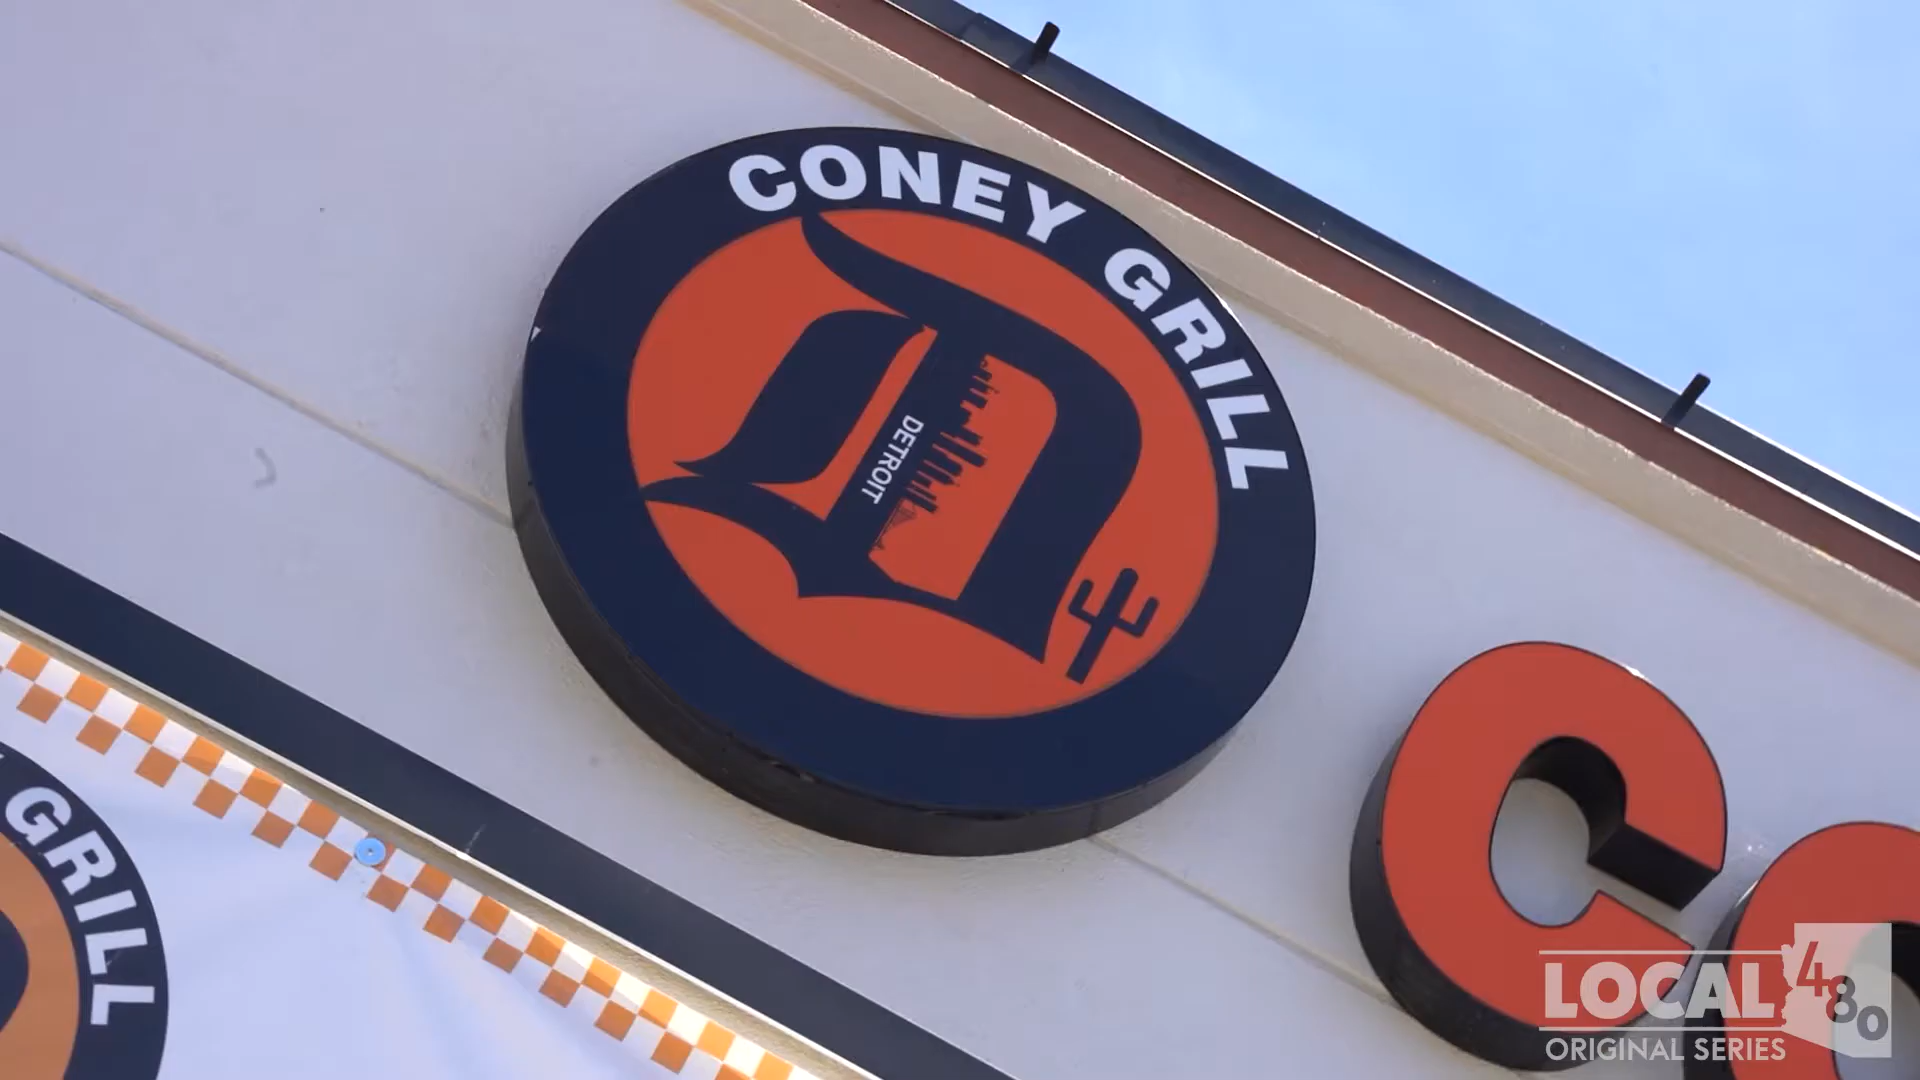 CONEY GRILL
D
DETROIT
CO
GRILL
LOCAL 480
ORIGINAL SERIES